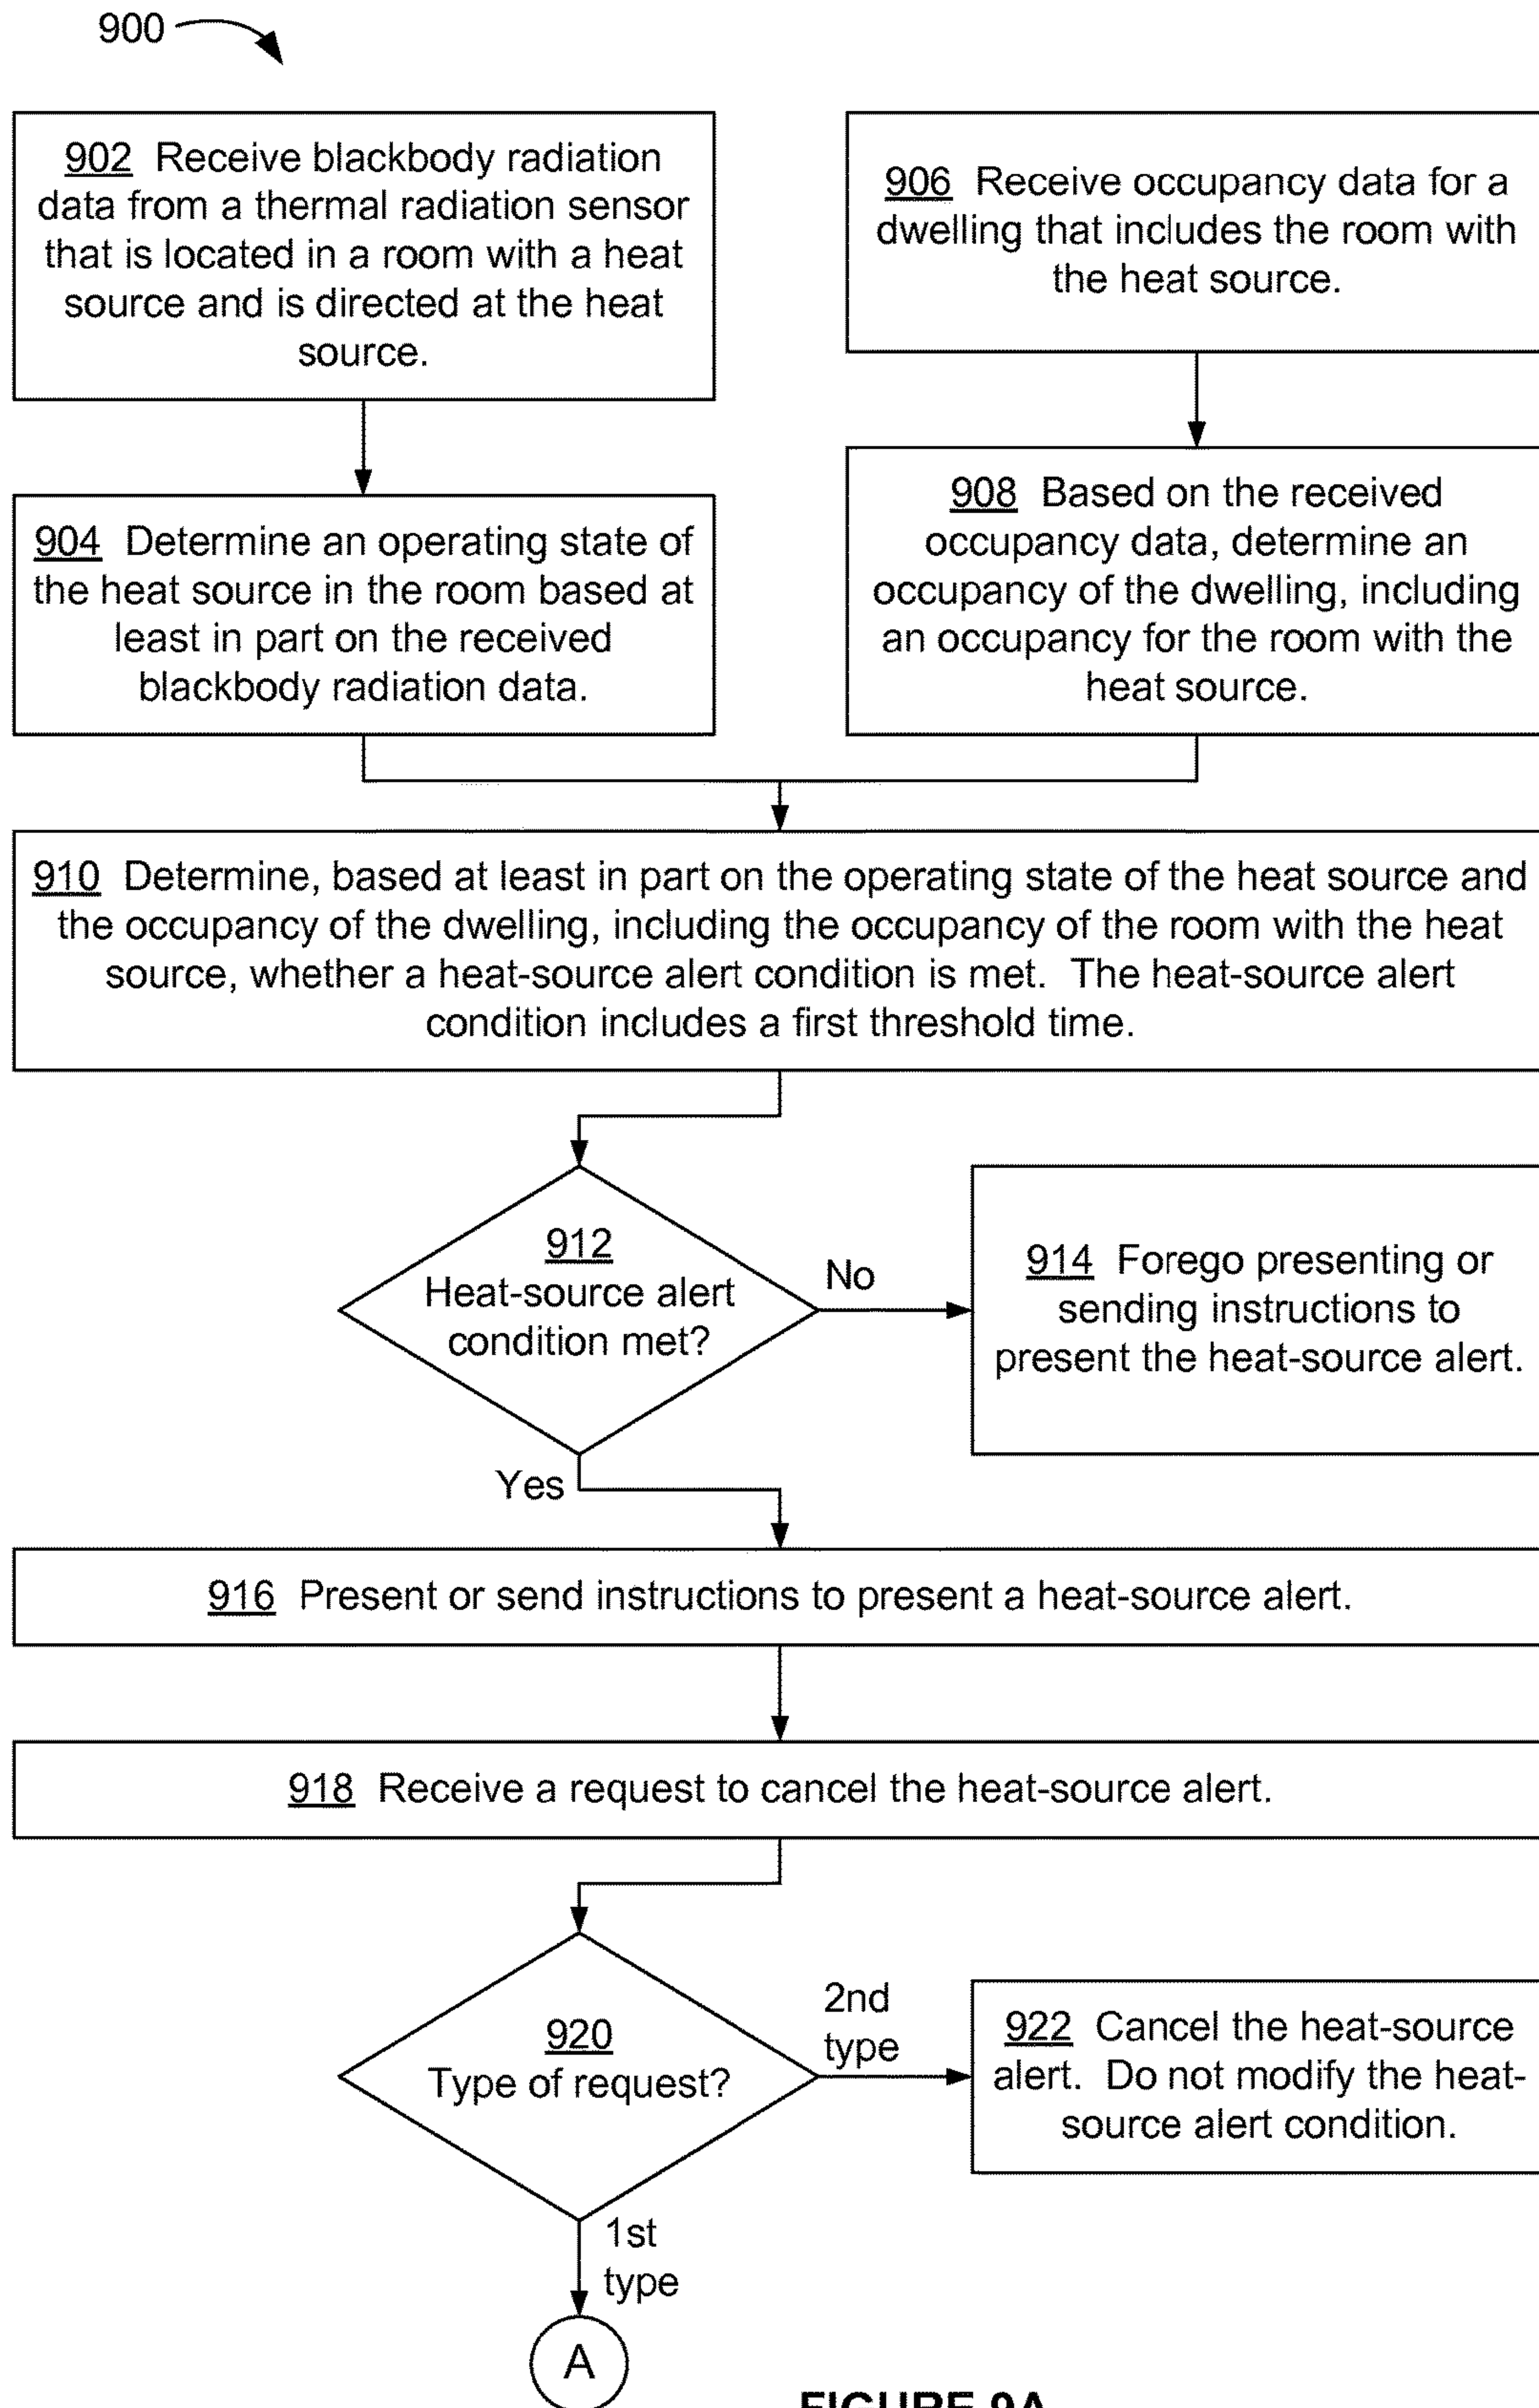 900
902 Receive blackbody radiation
data from a thermal radiation sensor
that is located in a room with a heat
source and is directed at the heat
source.
906 Receive occupancy data for a
dwelling that includes the room with
the heat source.
904 Determine an operating state of
the heat source in the room based at
least in part on the received
blackbody radiation data.
908 Based on the received
occupancy data, determine an
occupancy of the dwelling, including
an occupancy for the room with the
heat source.
910 Determine, based at least in part on the operating state of the heat source and
the occupancy of the dwelling, including the occupancy of the room with the heat
source, whether a heat-source alert condition is met. The heat-source alert
condition includes a first threshold time.
912
Heat-source alert
condition met?
No
914 Forego presenting or
sending instructions to
present the heat-source alert.
Yes
916 Present or send instructions to present a heat-source alert.
918 Receive a request to cancel the heat-source alert.
920
Type of request?
2nd
type
922 Cancel the heat-source
alert. Do not modify the heat-
source alert condition.
1st
type
A
FIGURE 9A